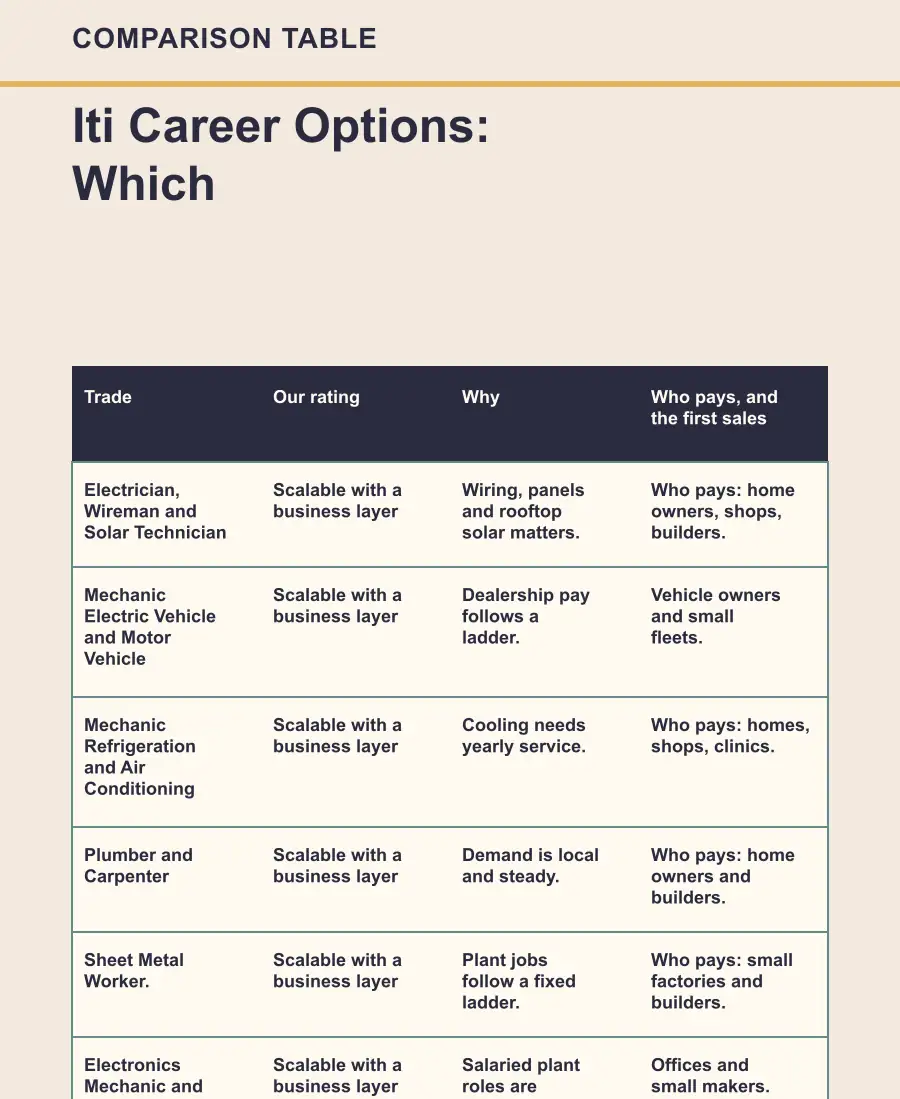 COMPARISON TABLE
Iti Career Options:
Which
Trade
Our rating
Why
Who pays, and
the first sales
Electrician,
Wireman and
Solar Technician
Scalable with a
business layer
Wiring, panels
and rooftop
solar matters.
Who pays: home
owners, shops,
builders.
Mechanic
Electric Vehicle
and Motor
Vehicle
Scalable with a
business layer
Dealership pay
follows a
ladder.
Vehicle owners
and small
fleets.
Mechanic
Refrigeration
and Air
Conditioning
Scalable with a
business layer
Cooling needs
yearly service.
Who pays: homes,
shops, clinics.
Plumber and
Carpenter
Scalable with a
business layer
Demand is local
and steady.
Who pays: home
owners and
builders.
Sheet Metal
Worker.
Scalable with a
business layer
Plant jobs
follow a fixed
ladder.
Who pays: small
factories and
builders.
Electronics
Mechanic and
Scalable with a
business layer
Salaried plant
roles are
Offices and
small makers.